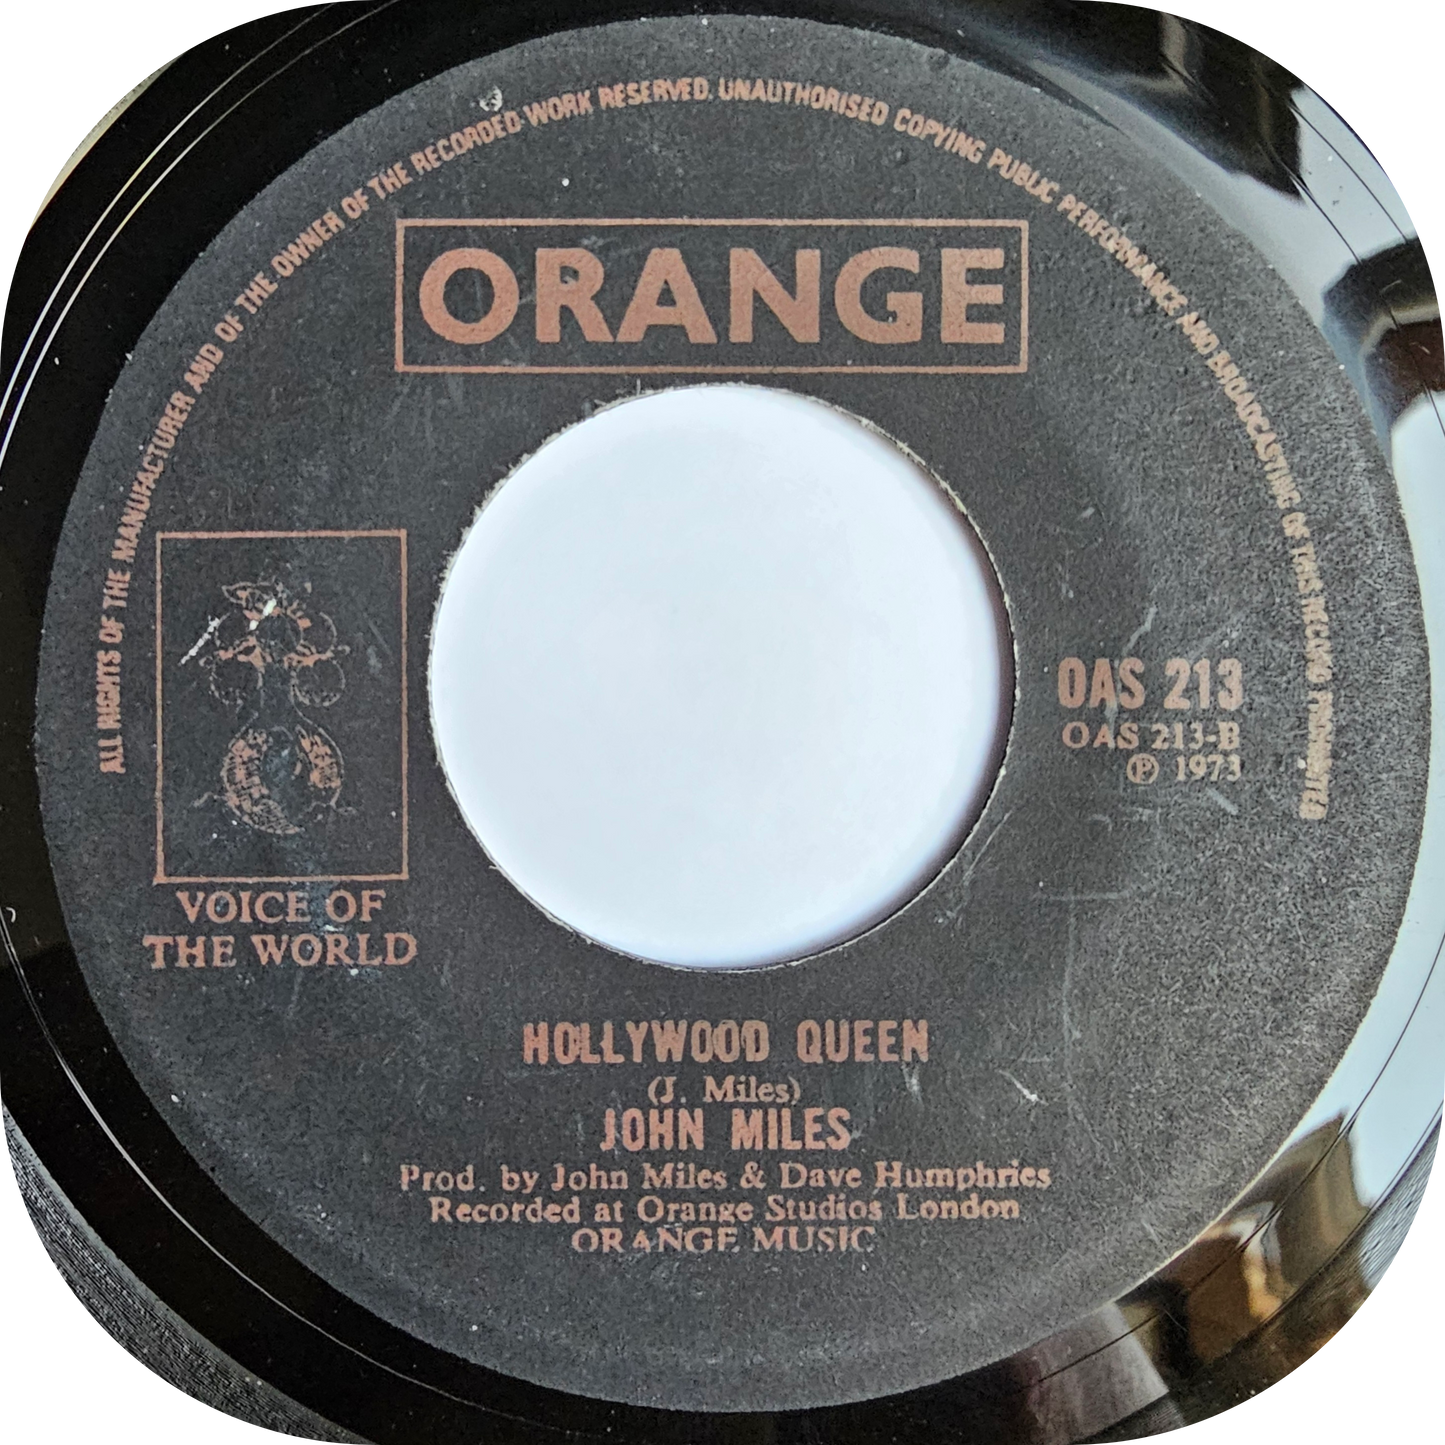 ALL RIGHTS OF THE MANUFACTURER AND OF THE OWNER OF THE RECORDED WORK RESERVED. UNAUTHORISED COPYING PUBLIC PERFORMANCE AND BROADCASTING OF THIS RECORD PROHIBITED
ORANGE
VOICE OF
THE WORLD
OAS 213
OAS 213-B
Ⓟ 1973
HOLLYWOOD QUEEN
(J. Miles)
JOHN MILES
Prod. by John Miles & Dave Humphries
Recorded at Orange Studios London
ORANGE MUSIC